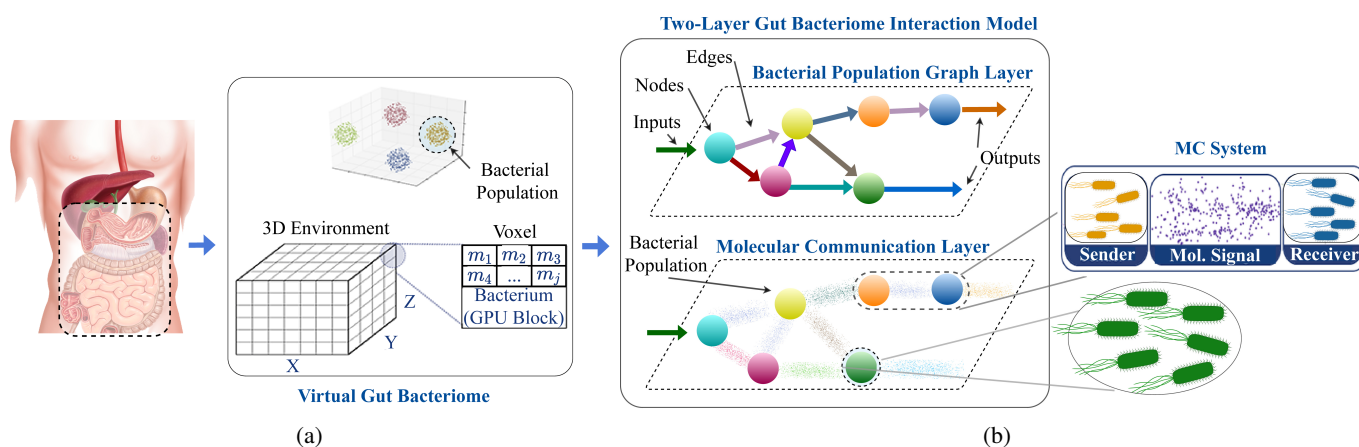 Two-Layer Gut Bacteriome Interaction Model
Bacterial Population Graph Layer
Edges
Nodes
Inputs
Outputs
Bacterial
Population
3D Environment
Voxel
m1 m2 m3
m4 ... mj
Bacterium
(GPU Block)
X
Y
Z
Virtual Gut Bacteriome
Molecular Communication Layer
Bacterial
Population
MC System
Sender
Mol. Signal
Receiver
(a)
(b)